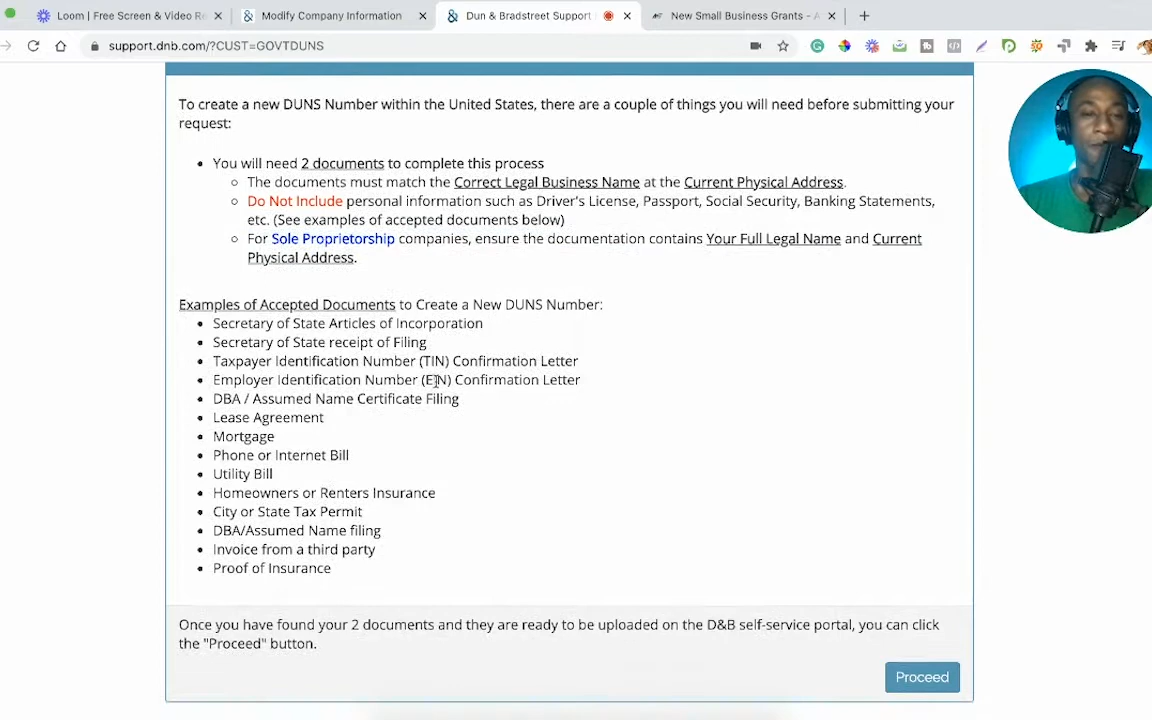 Loom | Free Screen & Video Re
Modify Company Information
Dun & Bradstreet Support
New Small Business Grants - A
support.dnb.com/?CUST=GOVTDUNS
To create a new DUNS Number within the United States, there are a couple of things you will need before submitting your
request:
You will need 2 documents to complete this process
The documents must match the Correct Legal Business Name at the Current Physical Address.
Do Not Include personal information such as Driver's License, Passport, Social Security, Banking Statements,
etc. (See examples of accepted documents below)
For Sole Proprietorship companies, ensure the documentation contains Your Full Legal Name and Current
Physical Address.
Examples of Accepted Documents to Create a New DUNS Number:
Secretary of State Articles of Incorporation
Secretary of State receipt of Filing
Taxpayer Identification Number (TIN) Confirmation Letter
Employer Identification Number (EIN) Confirmation Letter
DBA / Assumed Name Certificate Filing
Lease Agreement
Mortgage
Phone or Internet Bill
Utility Bill
Homeowners or Renters Insurance
City or State Tax Permit
DBA/Assumed Name filing
Invoice from a third party
Proof of Insurance
Once you have found your 2 documents and they are ready to be uploaded on the D&B self-service portal, you can click
the "Proceed" button.
Proceed